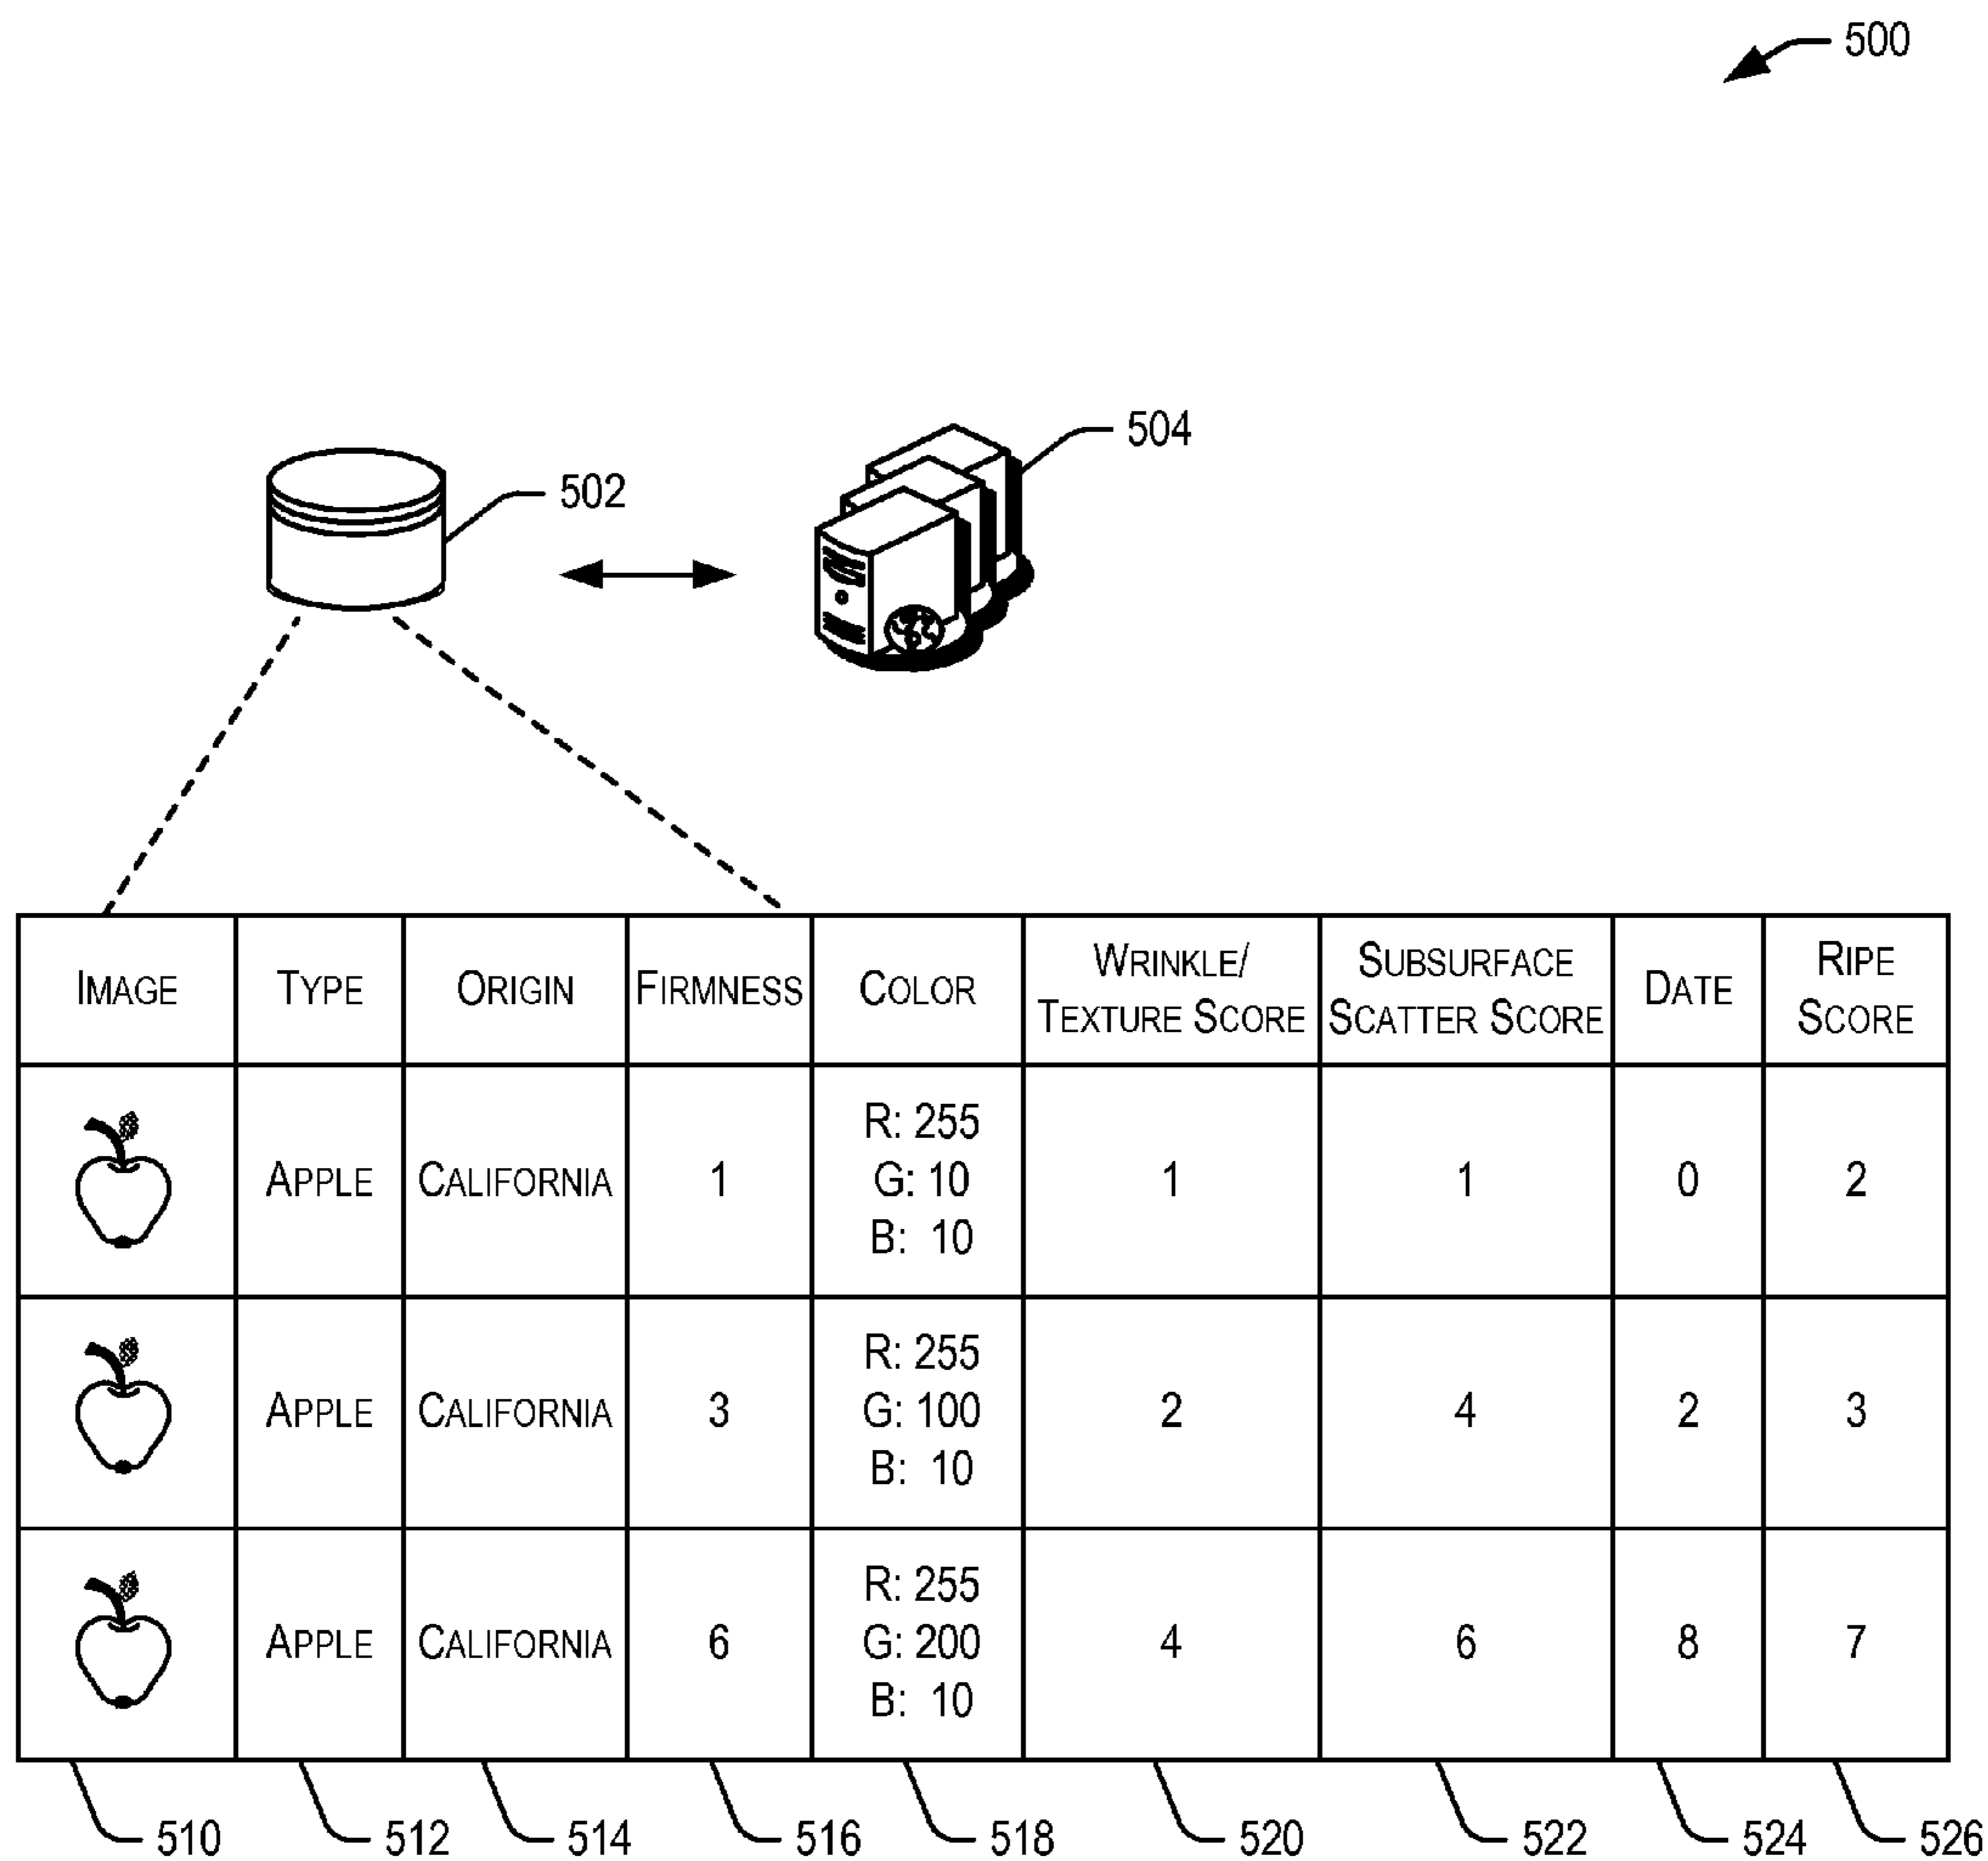 500
504
502
IMAGE TYPE ORIGIN FIRMNESS COLOR WRINKLE/ TEXTURE SCORE SUBSURFACE SCATTER SCORE DATE RIPE SCORE
APPLE CALIFORNIA 1 R: 255 G: 10 B: 10 1 1 0 2
APPLE CALIFORNIA 3 R: 255 G: 100 B: 10 2 4 2 3
APPLE CALIFORNIA 6 R: 255 G: 200 B: 10 4 6 8 7
510 512 514 516 518 520 522 524 526